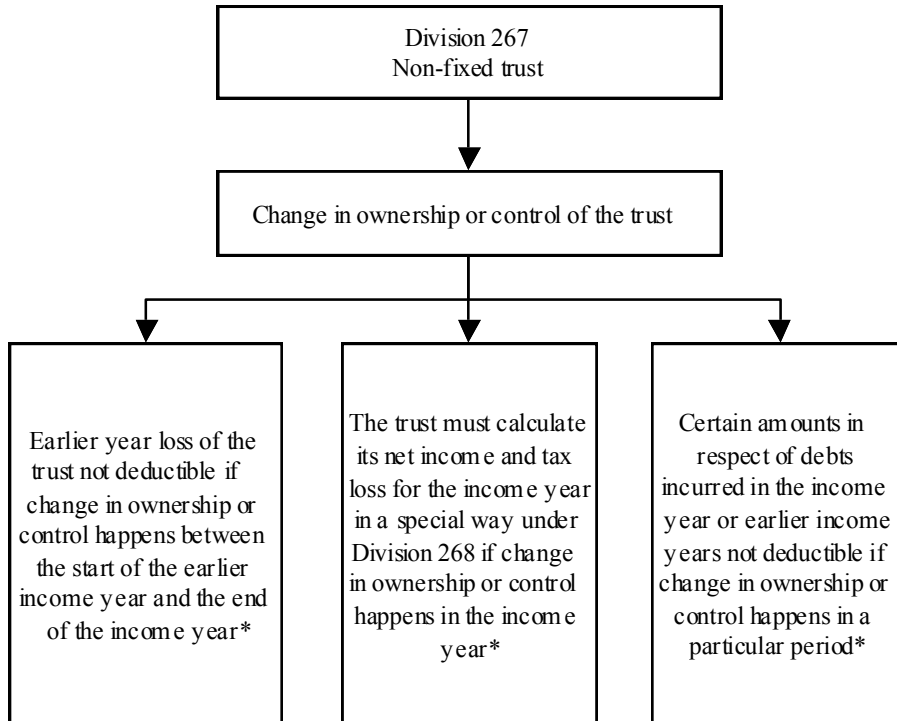 Division 267
Non-fixed trust
Change in ownership or control of the trust
Earlier year loss of the
trust not deductible if
change in ownership or
control happens between
the start of the earlier
income year and the end
of the income year*
The trust must calculate
its net income and tax
loss for the income year
in a special way under
Division 268 if change
in ownership or control
happens in the income
year*
Certain amounts in
respect of debts
incurred in the income
year or earlier income
years not deductible if
change in ownership or
control happens in a
particular period*